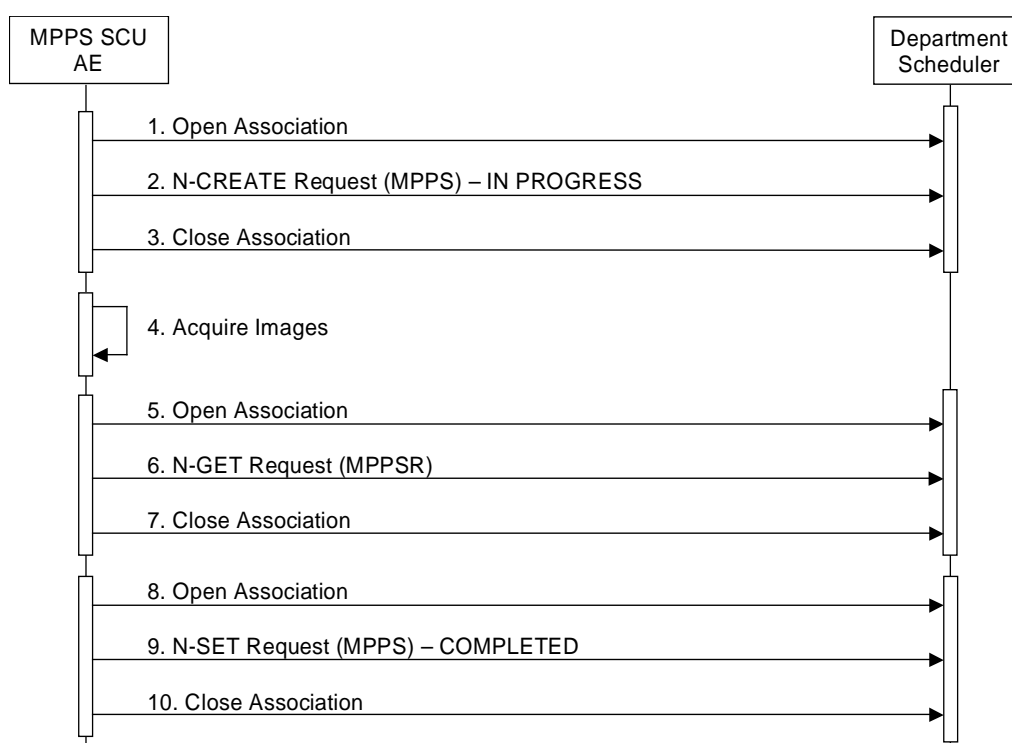 MPPS SCU
AE
Department
Scheduler
1. Open Association
2. N-CREATE Request (MPPS) – IN PROGRESS
3. Close Association
4. Acquire Images
5. Open Association
6. N-GET Request (MPPSR)
7. Close Association
8. Open Association
9. N-SET Request (MPPS) – COMPLETED
10. Close Association